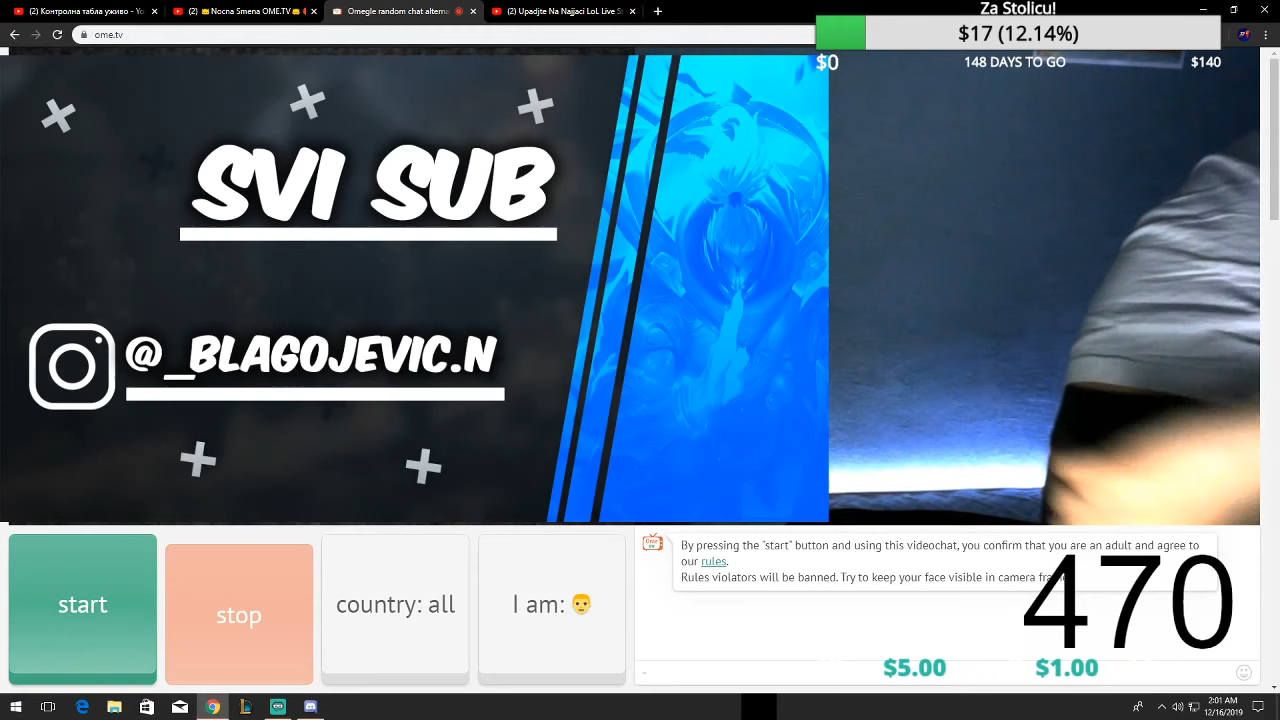 (2) Контролна табла уживо - Yo
(2) 👑 Nocna Smena OME.TV 👑
Omegle random chat alterna
(2) Upadjte Na Najjaci LoL Live St
ome.tv
Za Stolicu!
$17 (12.14%)
$0
148 DAYS TO GO
$140
SVI SUB
@_BLAGOJEVIC.N
start
stop
country: all
I am: 👨
By pressing the "start" button and using this videochat, you confirm that you are an adult and agree to
our rules.
Rules violators will be banned. Try to keep your face visible in camera
470
$5.00
$1.00
2:01 AM
12/16/2019